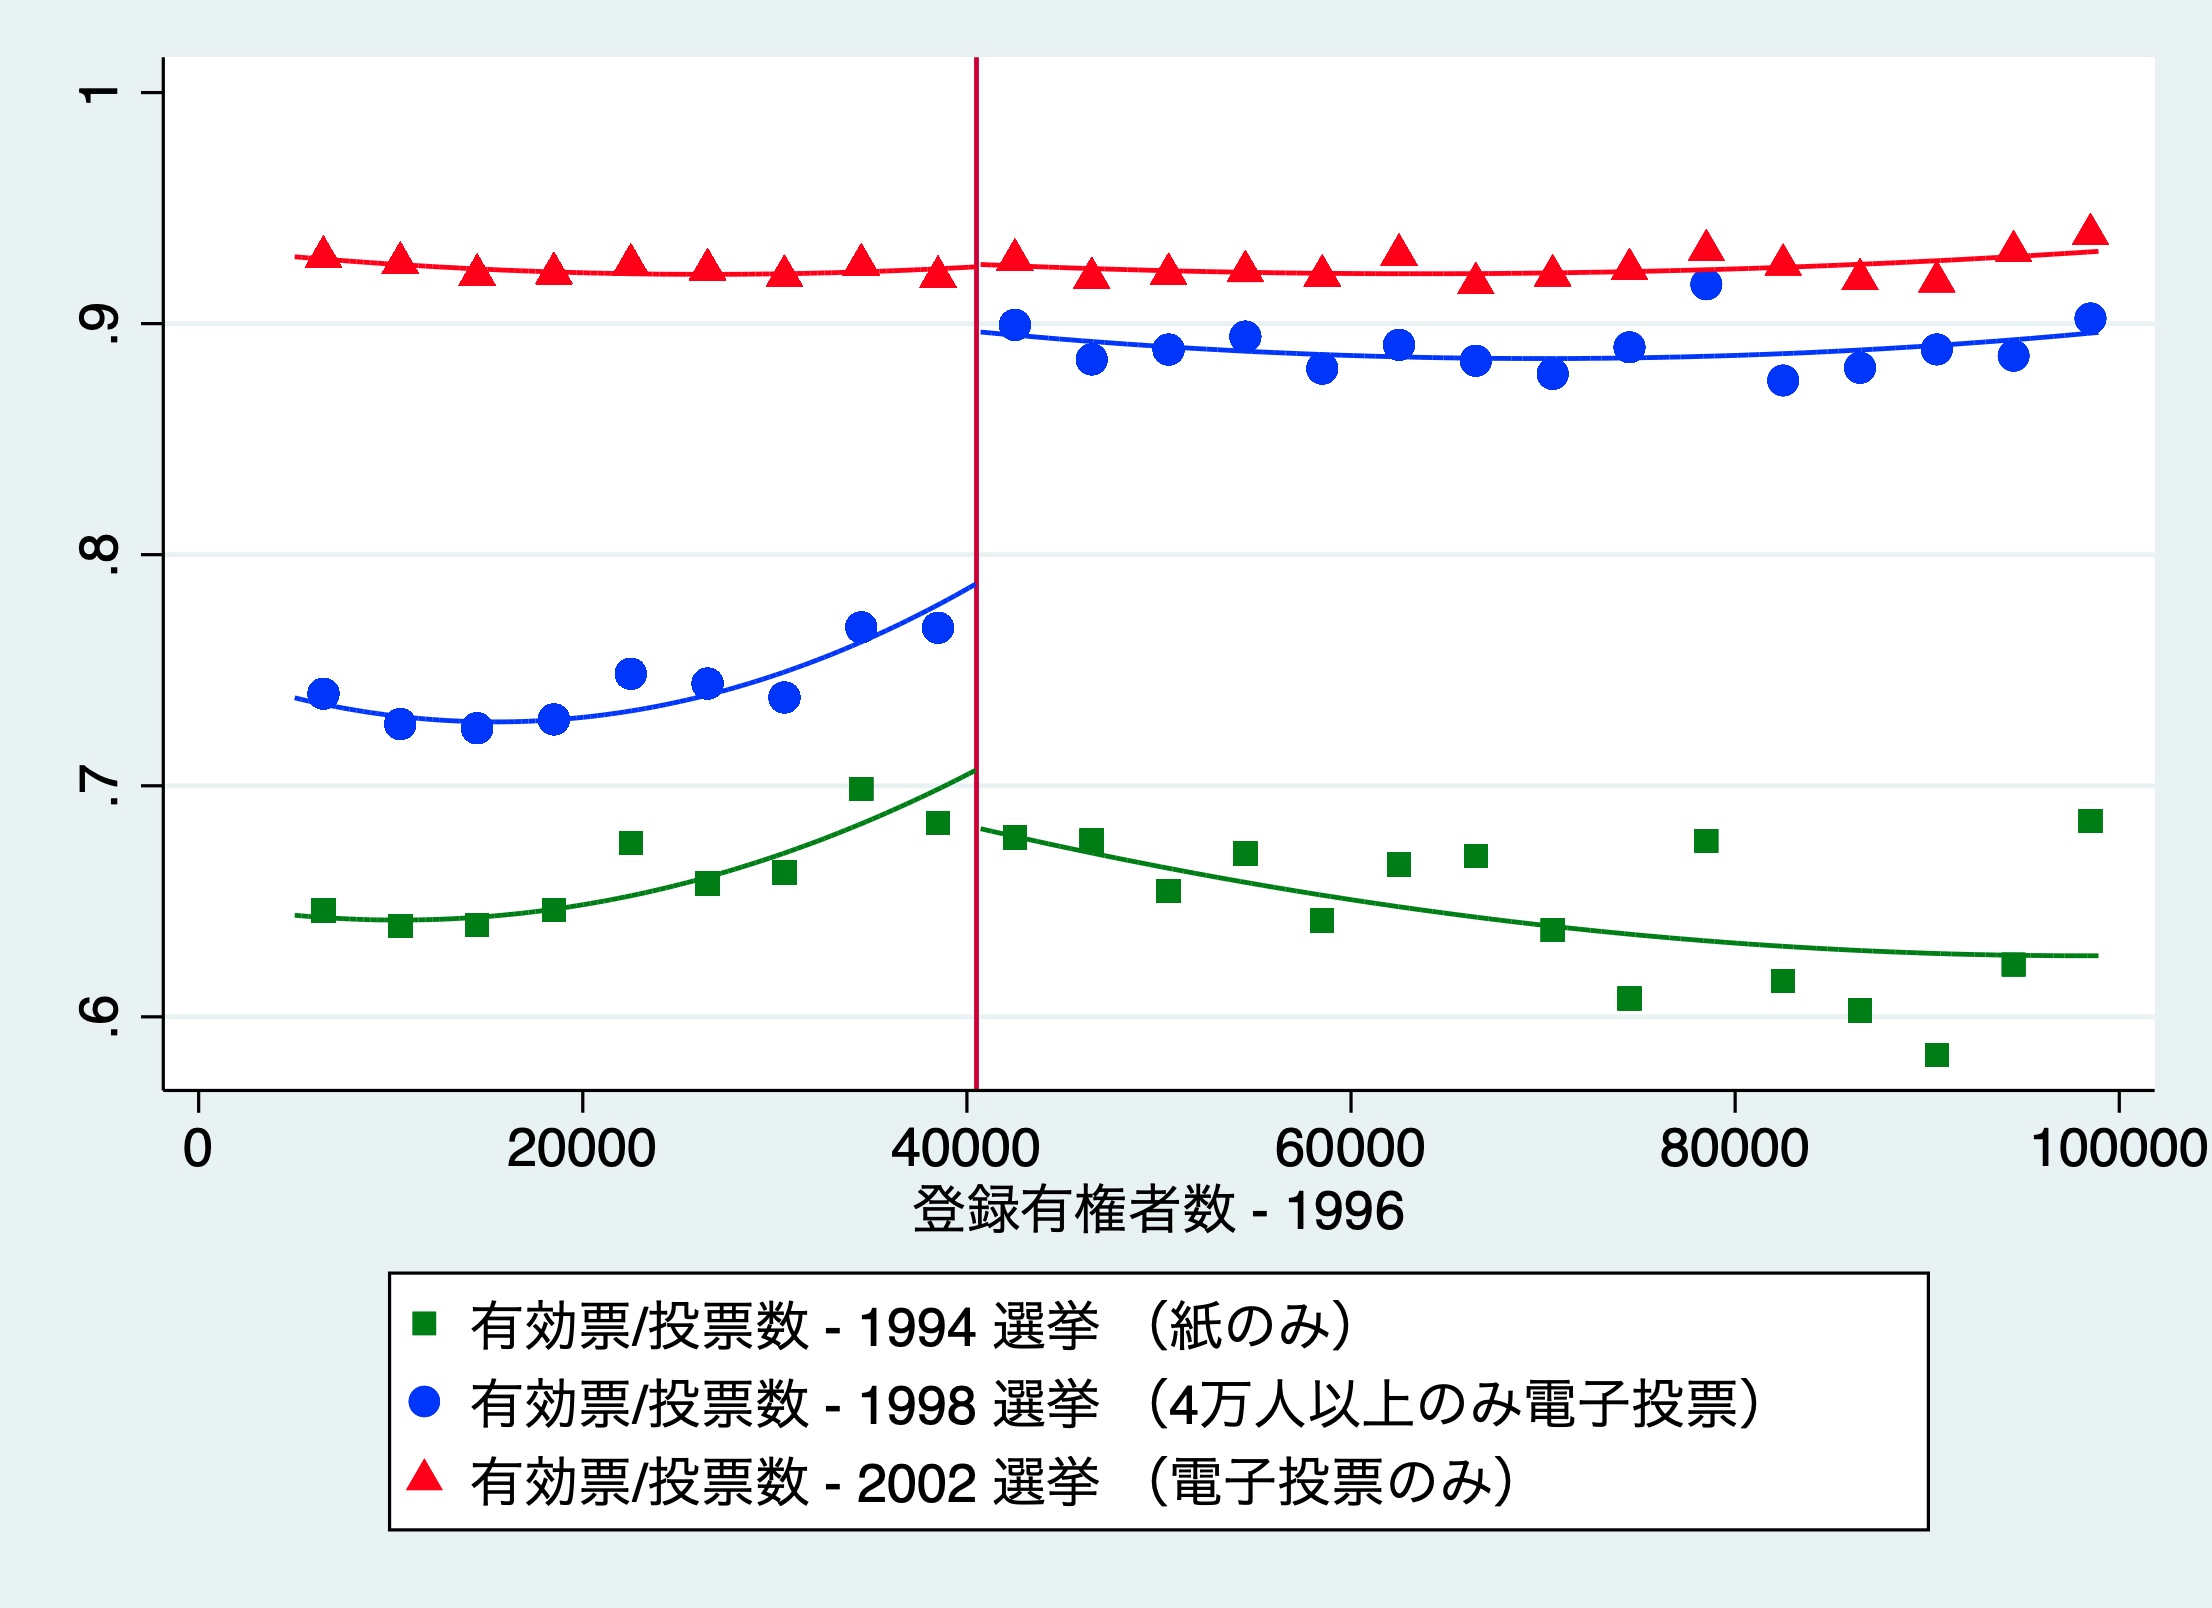 1
.9
.8
.7
.6
0 20000 40000 60000 80000 100000
登録有権者数 - 1996
有効票/投票数 - 1994 選挙 （紙のみ）
有効票/投票数 - 1998 選挙 （4万人以上のみ電子投票）
有効票/投票数 - 2002 選挙 （電子投票のみ）